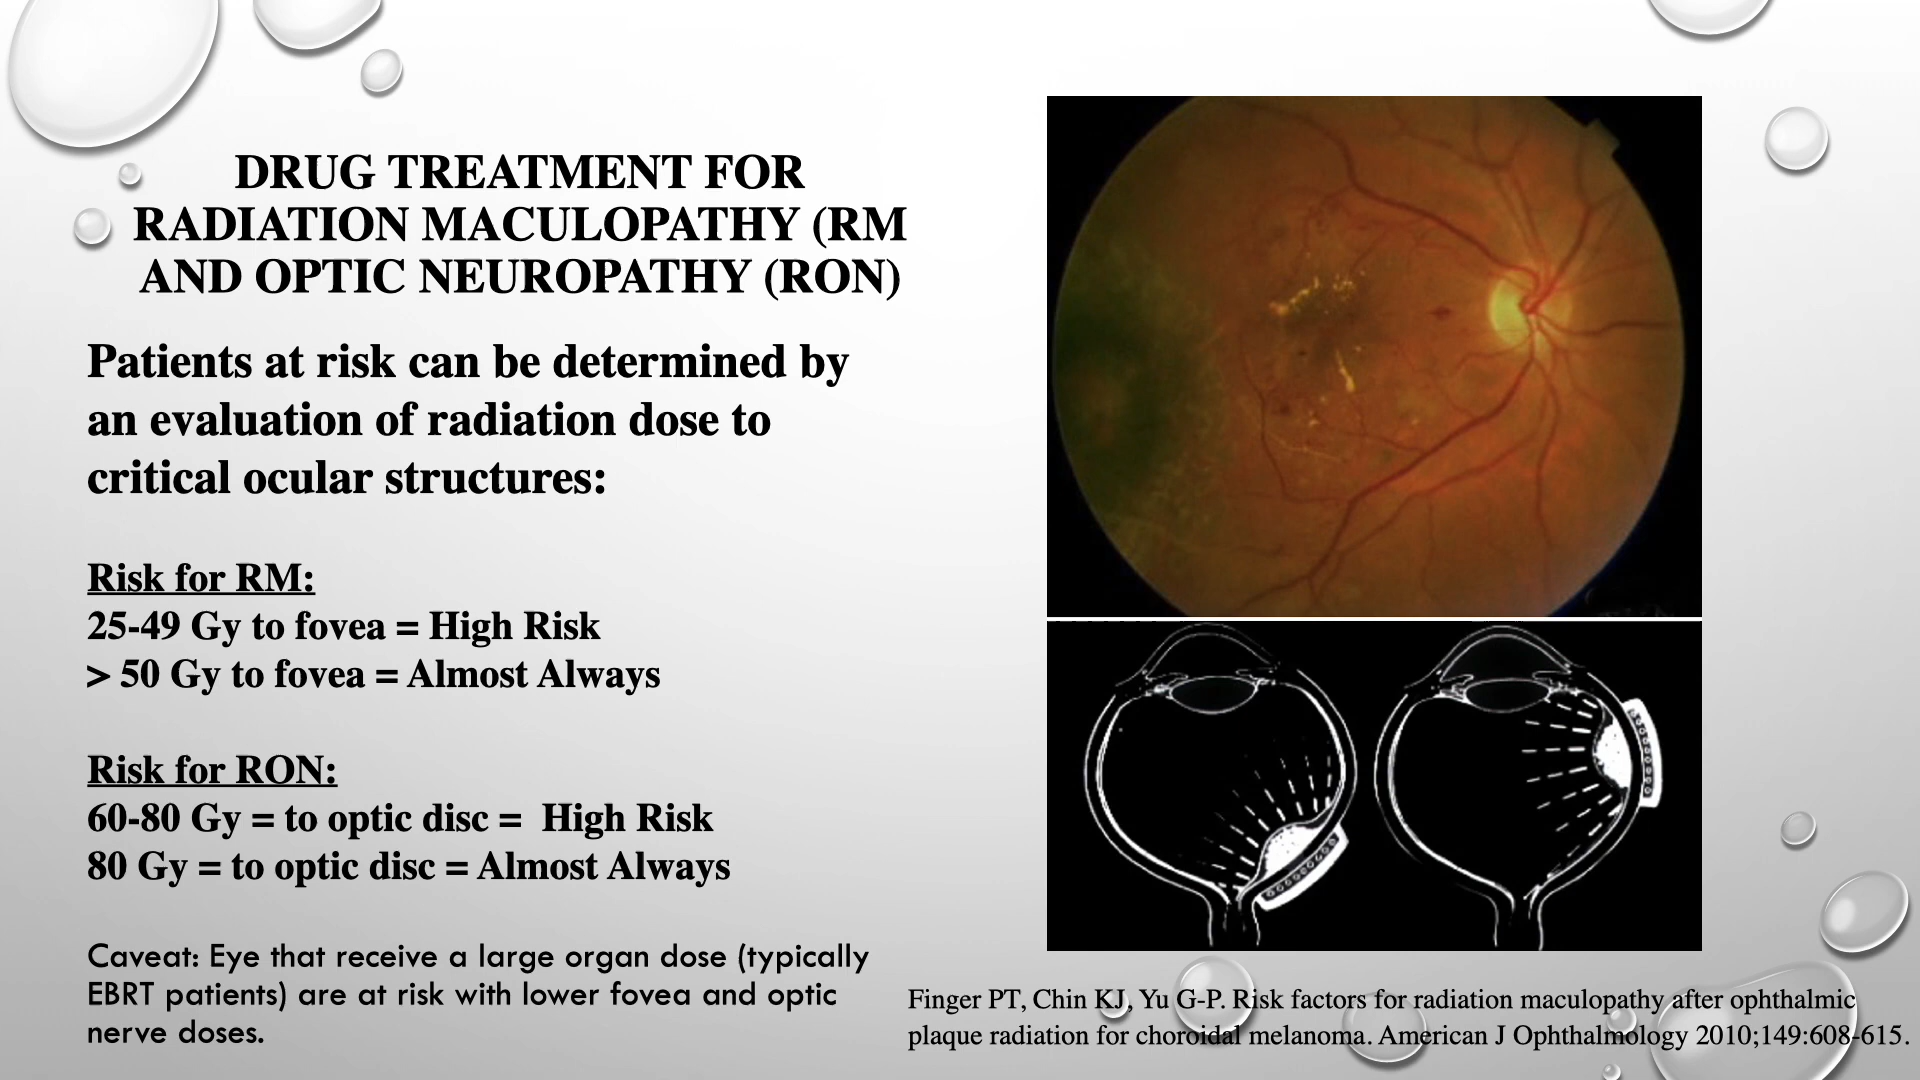 DRUG TREATMENT FOR
RADIATION MACULOPATHY (RM
AND OPTIC NEUROPATHY (RON)
Patients at risk can be determined by
an evaluation of radiation dose to
critical ocular structures:
Risk for RM:
25-49 Gy to fovea = High Risk
> 50 Gy to fovea = Almost Always
Risk for RON:
60-80 Gy = to optic disc =  High Risk
80 Gy = to optic disc = Almost Always
Caveat: Eye that receive a large organ dose (typically
EBRT patients) are at risk with lower fovea and optic
nerve doses.
Finger PT, Chin KJ, Yu G-P. Risk factors for radiation maculopathy after ophthalmic
plaque radiation for choroidal melanoma. American J Ophthalmology 2010;149:608-615.